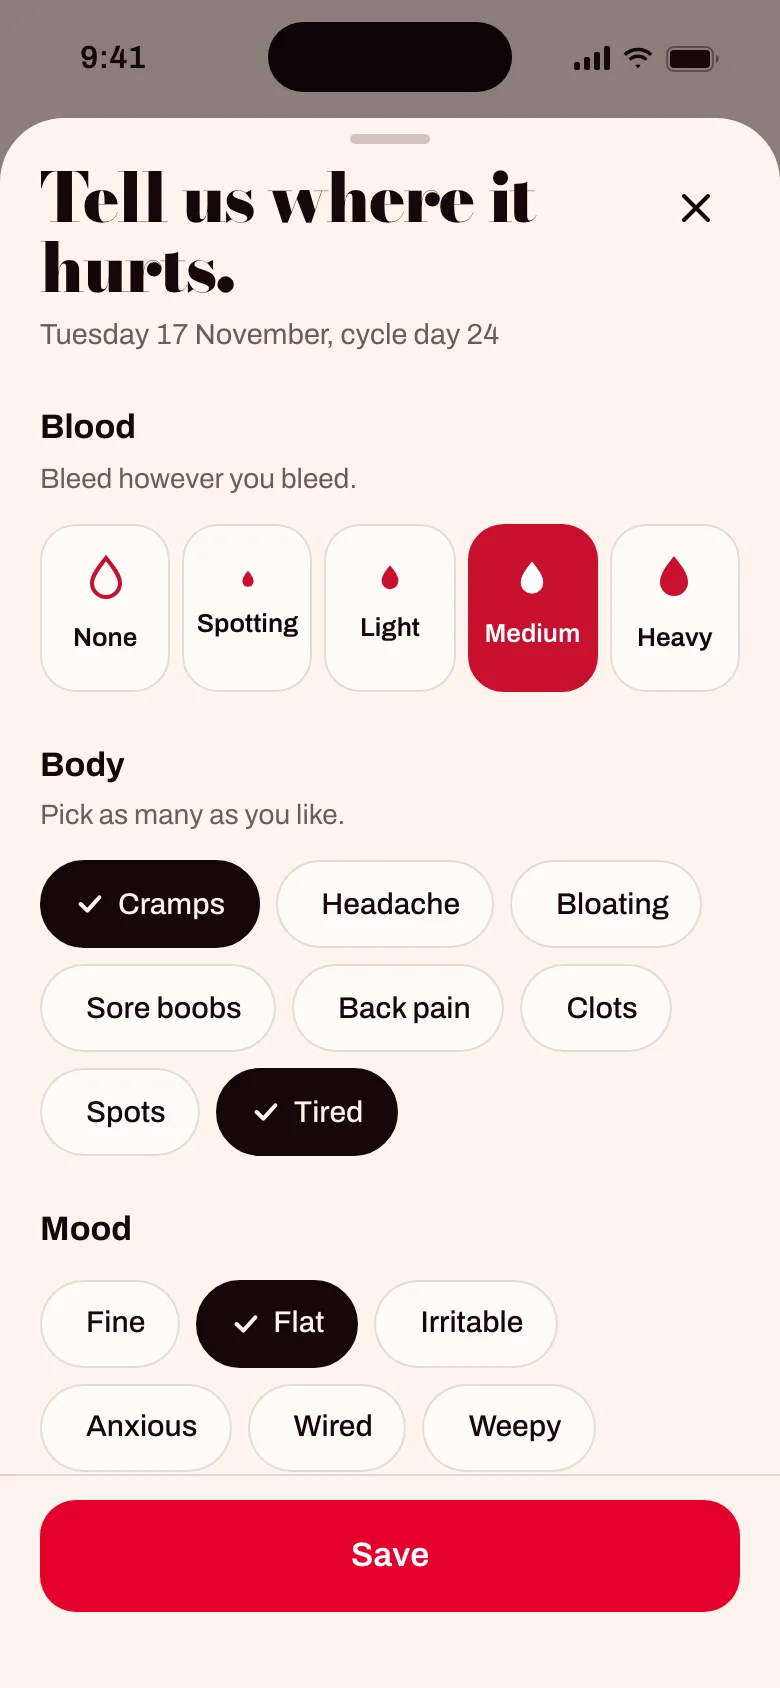 9:41
Tell us where it
hurts.
Tuesday 17 November, cycle day 24
Blood
Bleed however you bleed.
None
Spotting
Light
Medium
Heavy
Body
Pick as many as you like.
Cramps
Headache
Bloating
Sore boobs
Back pain
Clots
Spots
Tired
Mood
Fine
Flat
Irritable
Anxious
Wired
Weepy
Save